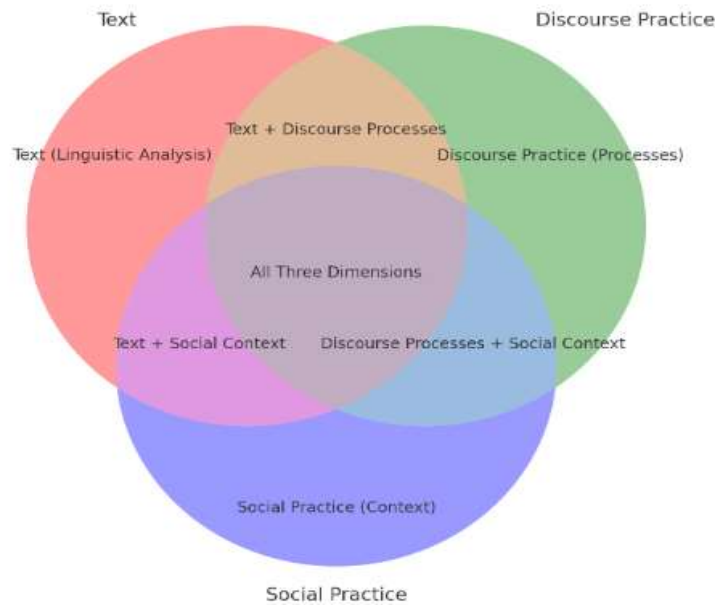 Text
Discourse Practice
Text + Discourse Processes
Text (Linguistic Analysis)
Discourse Practice (Processes)
All Three Dimensions
Text + Social Context
Discourse Processes + Social Context
Social Practice (Context)
Social Practice